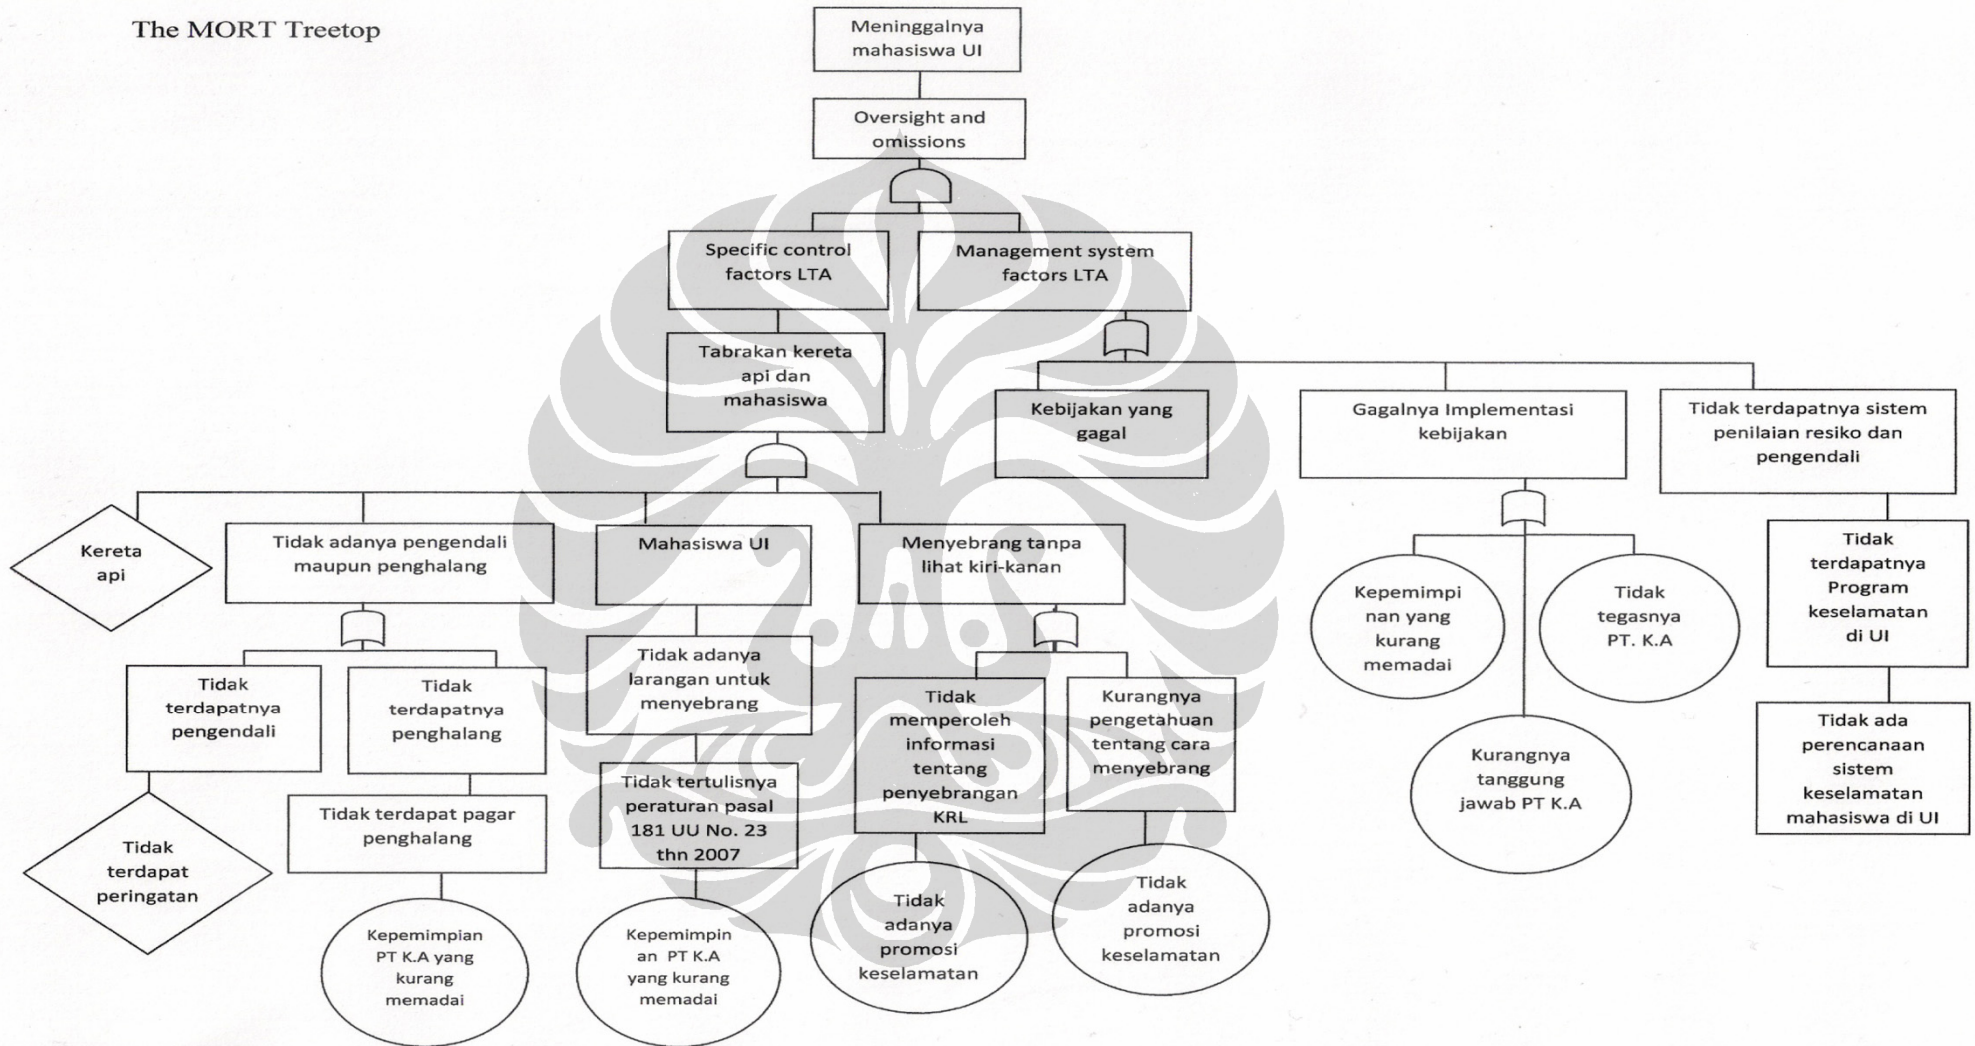 The MORT Treetop
Meninggalnya
mahasiswa UI
Oversight and
omissions
Specific control
factors LTA
Management system
factors LTA
Tabrakan kereta
api dan
mahasiswa
Kebijakan yang
gagal
Gagalnya Implementasi
kebijakan
Tidak terdapatnya sistem
penilaian resiko dan
pengendali
Kereta
api
Tidak adanya pengendali
maupun penghalang
Mahasiswa UI
Menyebrang tanpa
lihat kiri-kanan
Kepemimpi
nan yang
kurang
memadai
Tidak
tegasnya
PT. K.A
Tidak
terdapatnya
Program
keselamatan
di UI
Tidak
terdapatnya
pengendali
Tidak
terdapatnya
penghalang
Tidak adanya
larangan untuk
menyebrang
Tidak
memperoleh
informasi
tentang
penyebrangan
KRL
Kurangnya
pengetahuan
tentang cara
menyebrang
Kurangnya
tanggung
jawab PT K.A
Tidak ada
perencanaan
sistem
keselamatan
mahasiswa di UI
Tidak
terdapat
peringatan
Tidak terdapat pagar
penghalang
Tidak tertulisnya
peraturan pasal
181 UU No. 23
thn 2007
Tidak
adanya
promosi
keselamatan
Tidak
adanya
promosi
keselamatan
Kepemimpian
PT K.A yang
kurang
memadai
Kepemimpin
an PT K.A
yang kurang
memadai